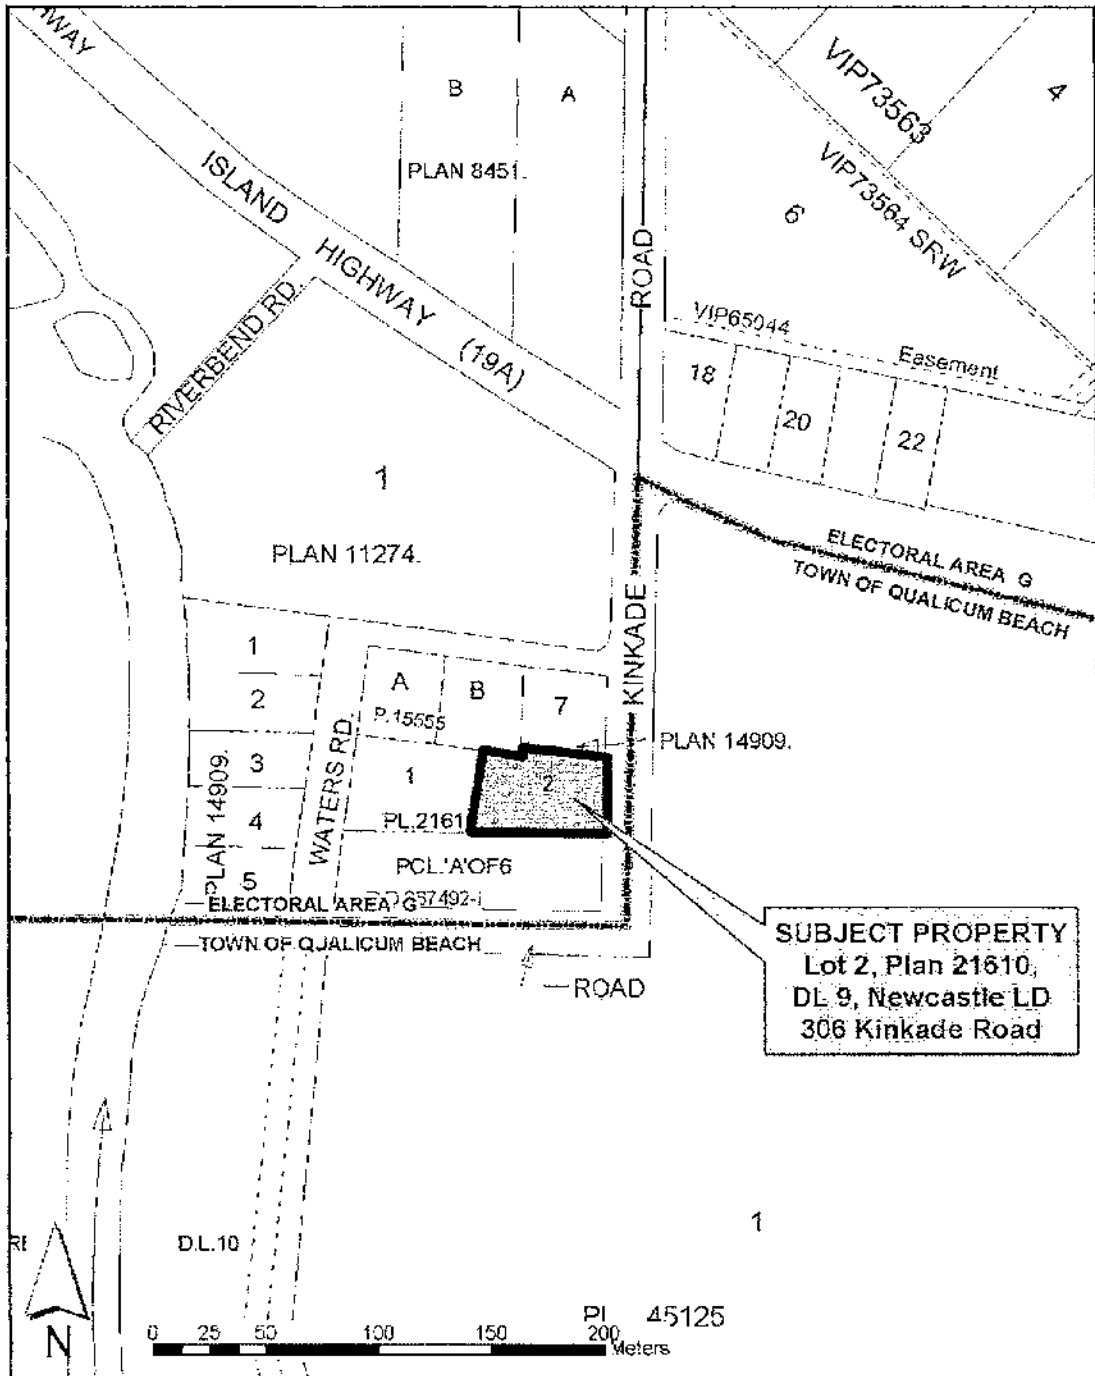 HWAY
ISLAND HIGHWAY (19A)
B
A
PLAN 8451.
ROAD
VIP73563
4
VIP73564 SRW
6
RIVERBEND RD.
VIP65044
Easement
18
20
22
1
PLAN 11274.
ELECTORAL AREA G
TOWN OF QUALICUM BEACH
KINKADE
1
2
3
4
5
PLAN 14909.
WATERS RD.
A
B
7
P.15555
PLAN 14909.
1
2
PL.2161
PCL.'A'OF6
ELECTORAL AREA G
TOWN OF QUALICUM BEACH
ROAD
SUBJECT PROPERTY
Lot 2, Plan 21610,
DL 9, Newcastle LD
306 Kinkade Road
1
D.L.10
N
0 25 50 100 150 200
Meters
45125